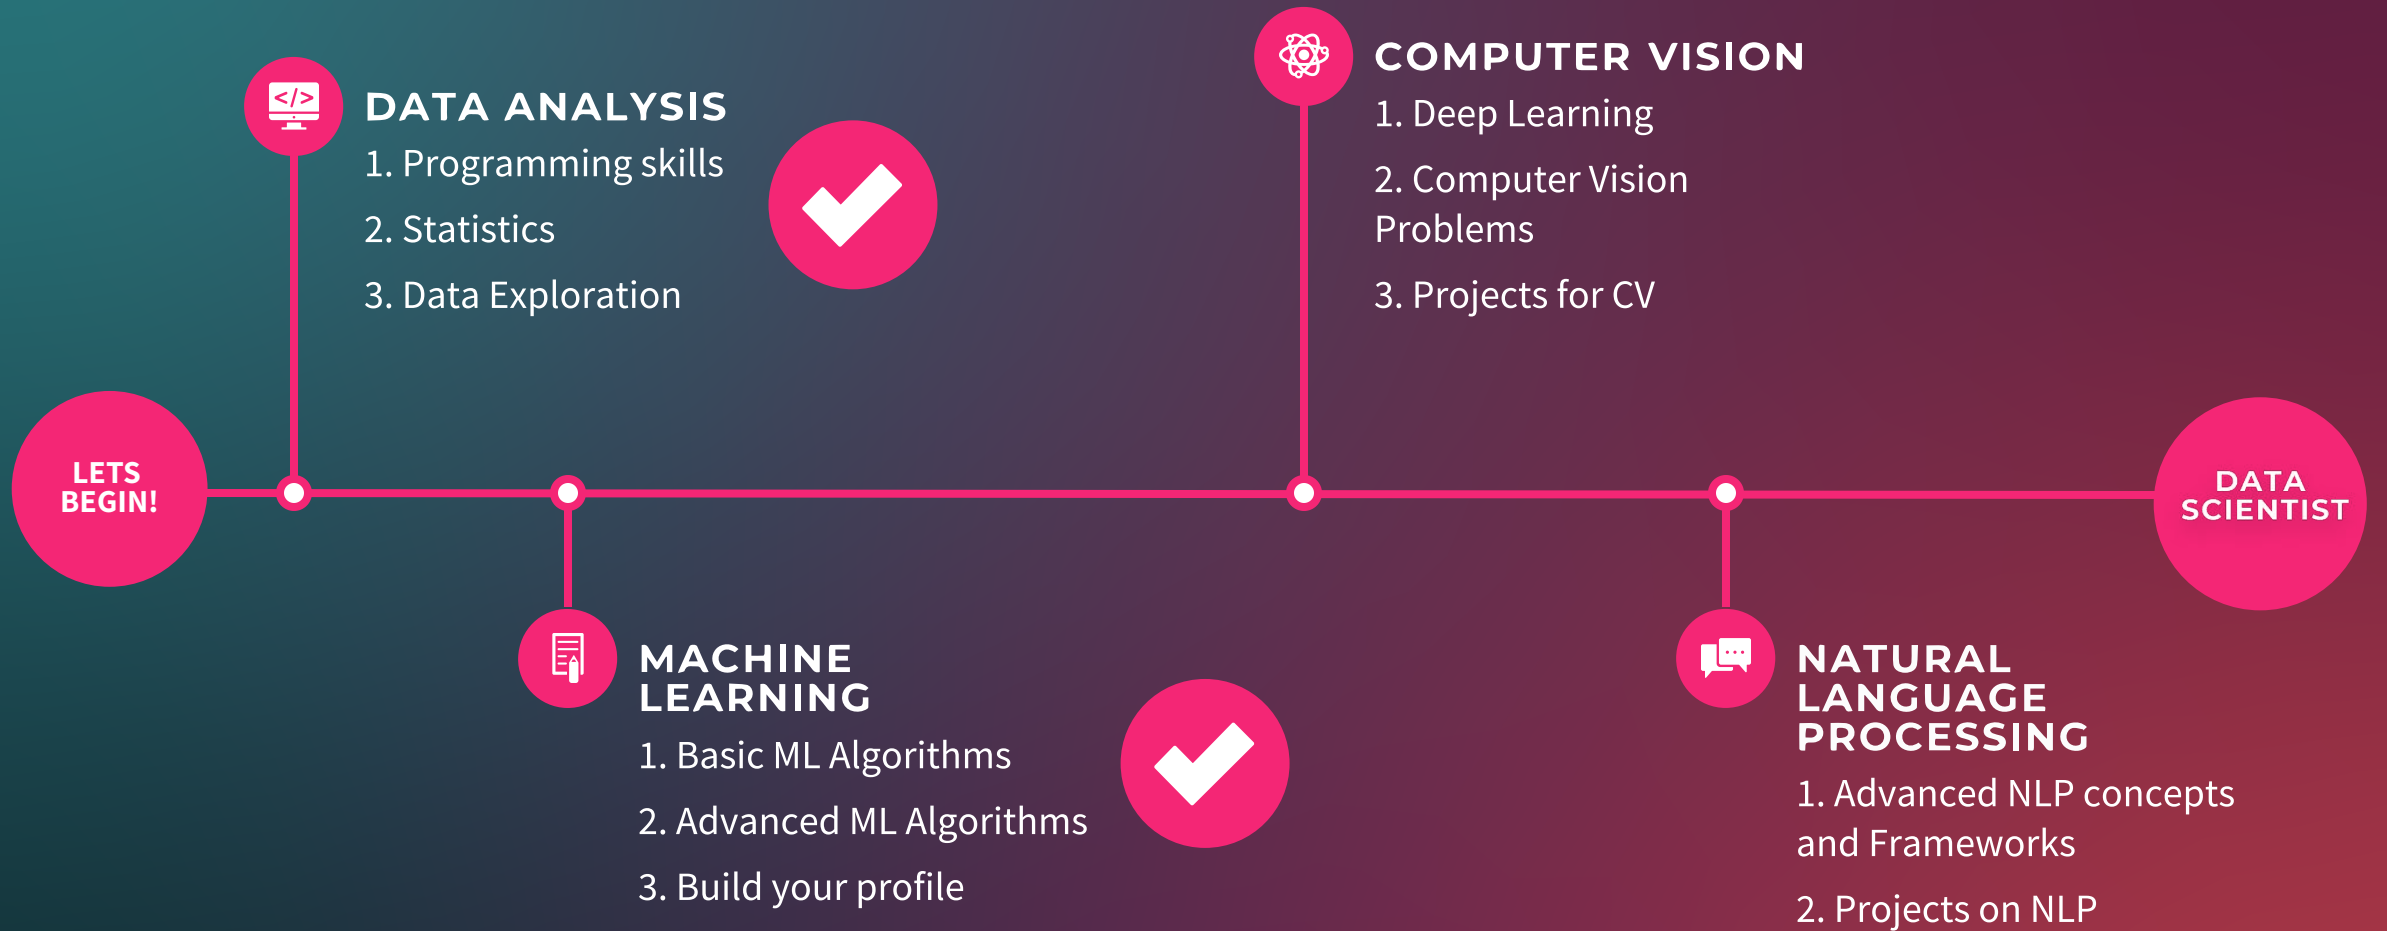 LETS
BEGIN!
</>
DATA ANALYSIS
1. Programming skills
2. Statistics
3. Data Exploration
MACHINE
LEARNING
1. Basic ML Algorithms
2. Advanced ML Algorithms
3. Build your profile
COMPUTER VISION
1. Deep Learning
2. Computer Vision
Problems
3. Projects for CV
NATURAL
LANGUAGE
PROCESSING
1. Advanced NLP concepts
and Frameworks
2. Projects on NLP
DATA
SCIENTIST